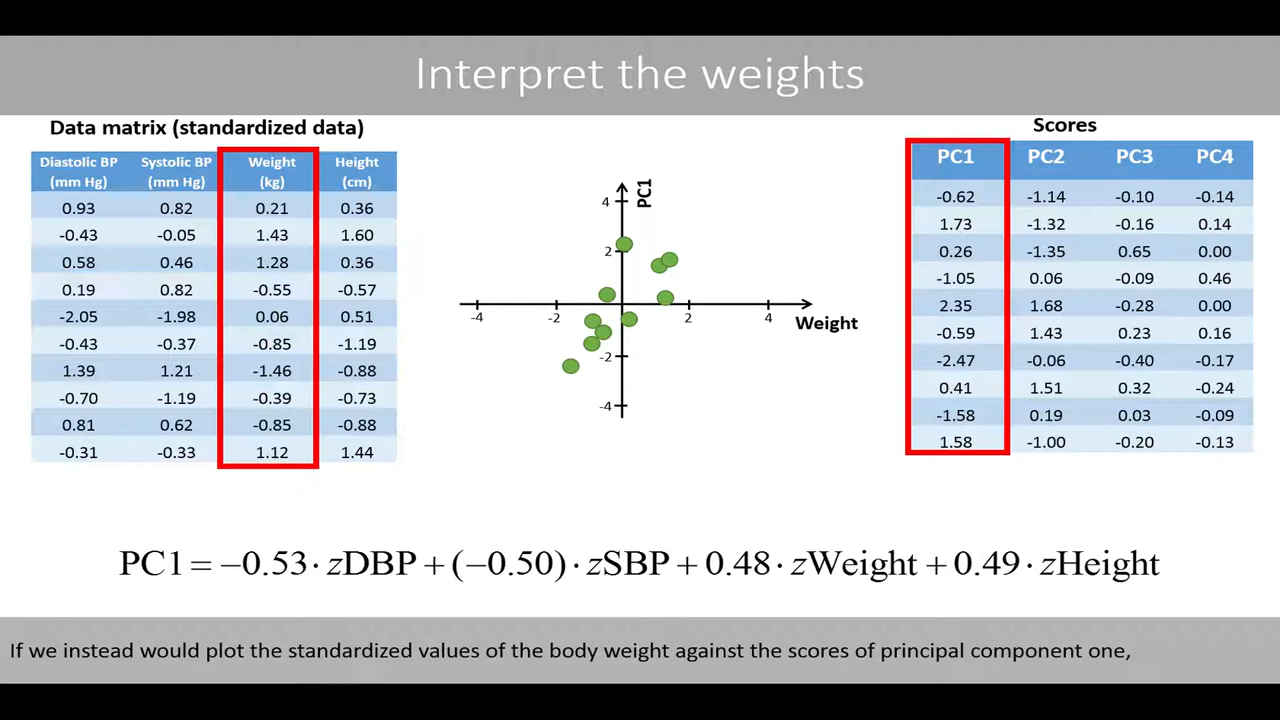 Interpret the weights
Data matrix (standardized data)
Diastolic BP (mm Hg) Systolic BP (mm Hg) Weight (kg) Height (cm)
0.93 0.82 0.21 0.36
-0.43 -0.05 1.43 1.60
0.58 0.46 1.28 0.36
0.19 0.82 -0.55 -0.57
-2.05 -1.98 0.06 0.51
-0.43 -0.37 -0.85 -1.19
1.39 1.21 -1.46 -0.88
-0.70 -1.19 -0.39 -0.73
0.81 0.62 -0.85 -0.88
-0.31 -0.33 1.12 1.44
PC1
4
2
-4 -2 2 4
Weight
-2
-4
Scores
PC1 PC2 PC3 PC4
-0.62 -1.14 -0.10 -0.14
1.73 -1.32 -0.16 0.14
0.26 -1.35 0.65 0.00
-1.05 0.06 -0.09 0.46
2.35 1.68 -0.28 0.00
-0.59 1.43 0.23 0.16
-2.47 -0.06 -0.40 -0.17
0.41 1.51 0.32 -0.24
-1.58 0.19 0.03 -0.09
1.58 -1.00 -0.20 -0.13
PC1 = −0.53 · zDBP + (−0.50) · zSBP + 0.48 · zWeight + 0.49 · zHeight
If we instead would plot the standardized values of the body weight against the scores of principal component one,